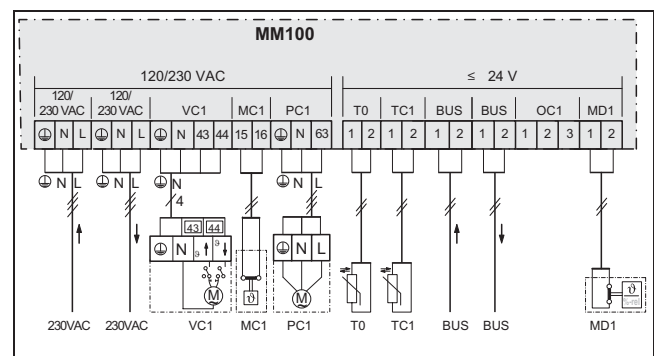 MM100
120/230 VAC ≤ 24 V
120/ 230 VAC 120/ 230 VAC VC1 MC1 PC1 T0 TC1 BUS BUS OC1 MD1
N L N L N 43 44 15 16 N 63 1 2 1 2 1 2 1 2 1 2 3 1 2
N L N L N N L
4
43 44
N ϑ ϑ N L
M ϑ M ϑ
230VAC 230VAC VC1 MC1 PC1 T0 TC1 BUS BUS MD1